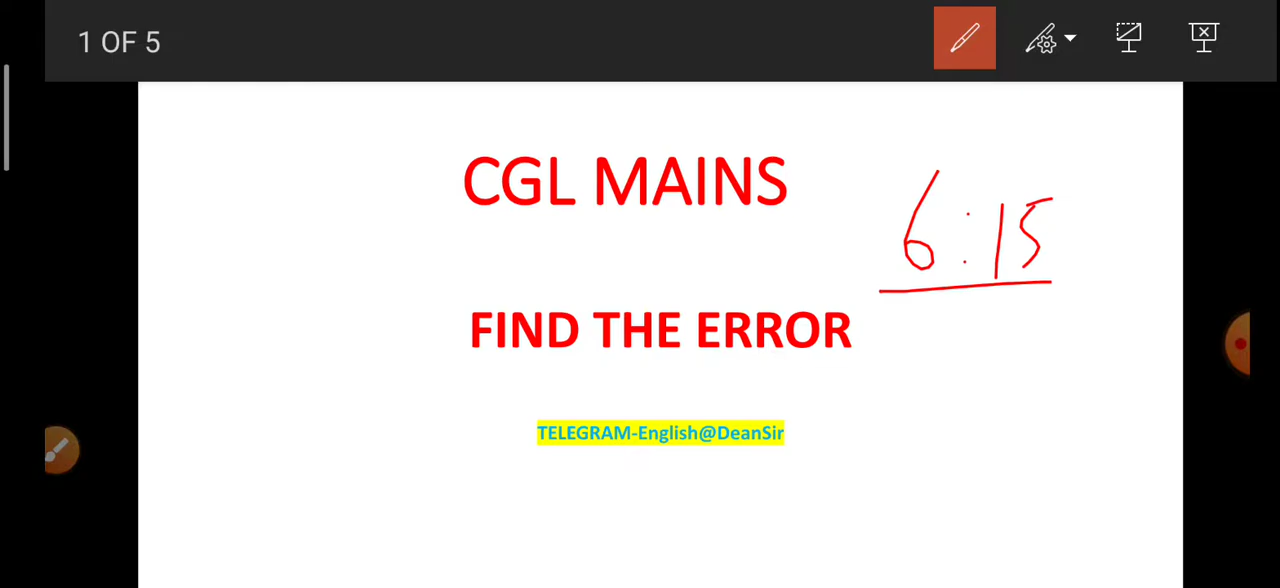 1 OF 5
CGL MAINS
6:15
FIND THE ERROR
TELEGRAM-English@DeanSir